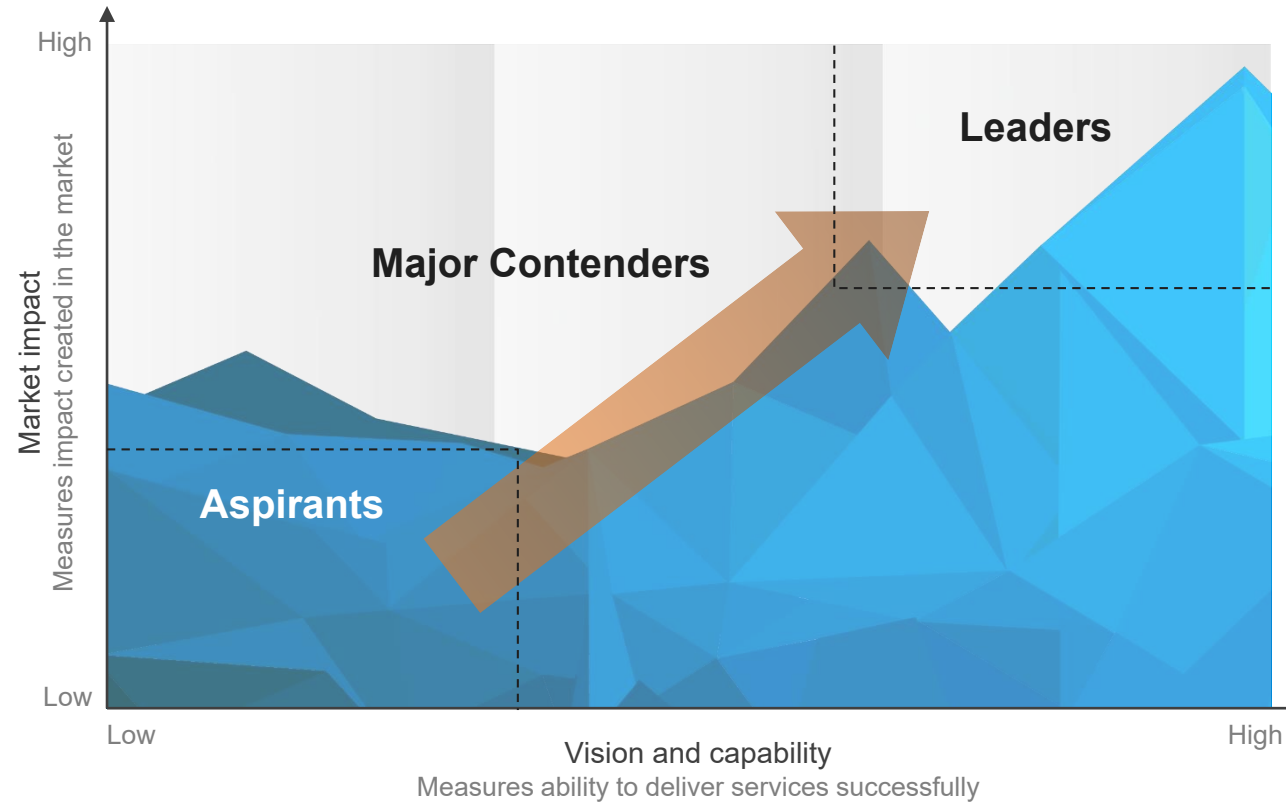 High
Leaders
Major Contenders
Market impact
Measures impact created in the market
Aspirants
Low
Low
High
Vision and capability
Measures ability to deliver services successfully